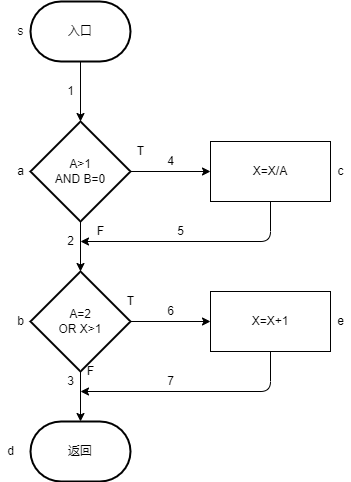 s
入口
1
T
a
A>1
AND B=0
4
X=X/A
c
F
5
2
T
b
A=2
OR X>1
6
X=X+1
e
F
3
7
d
返回